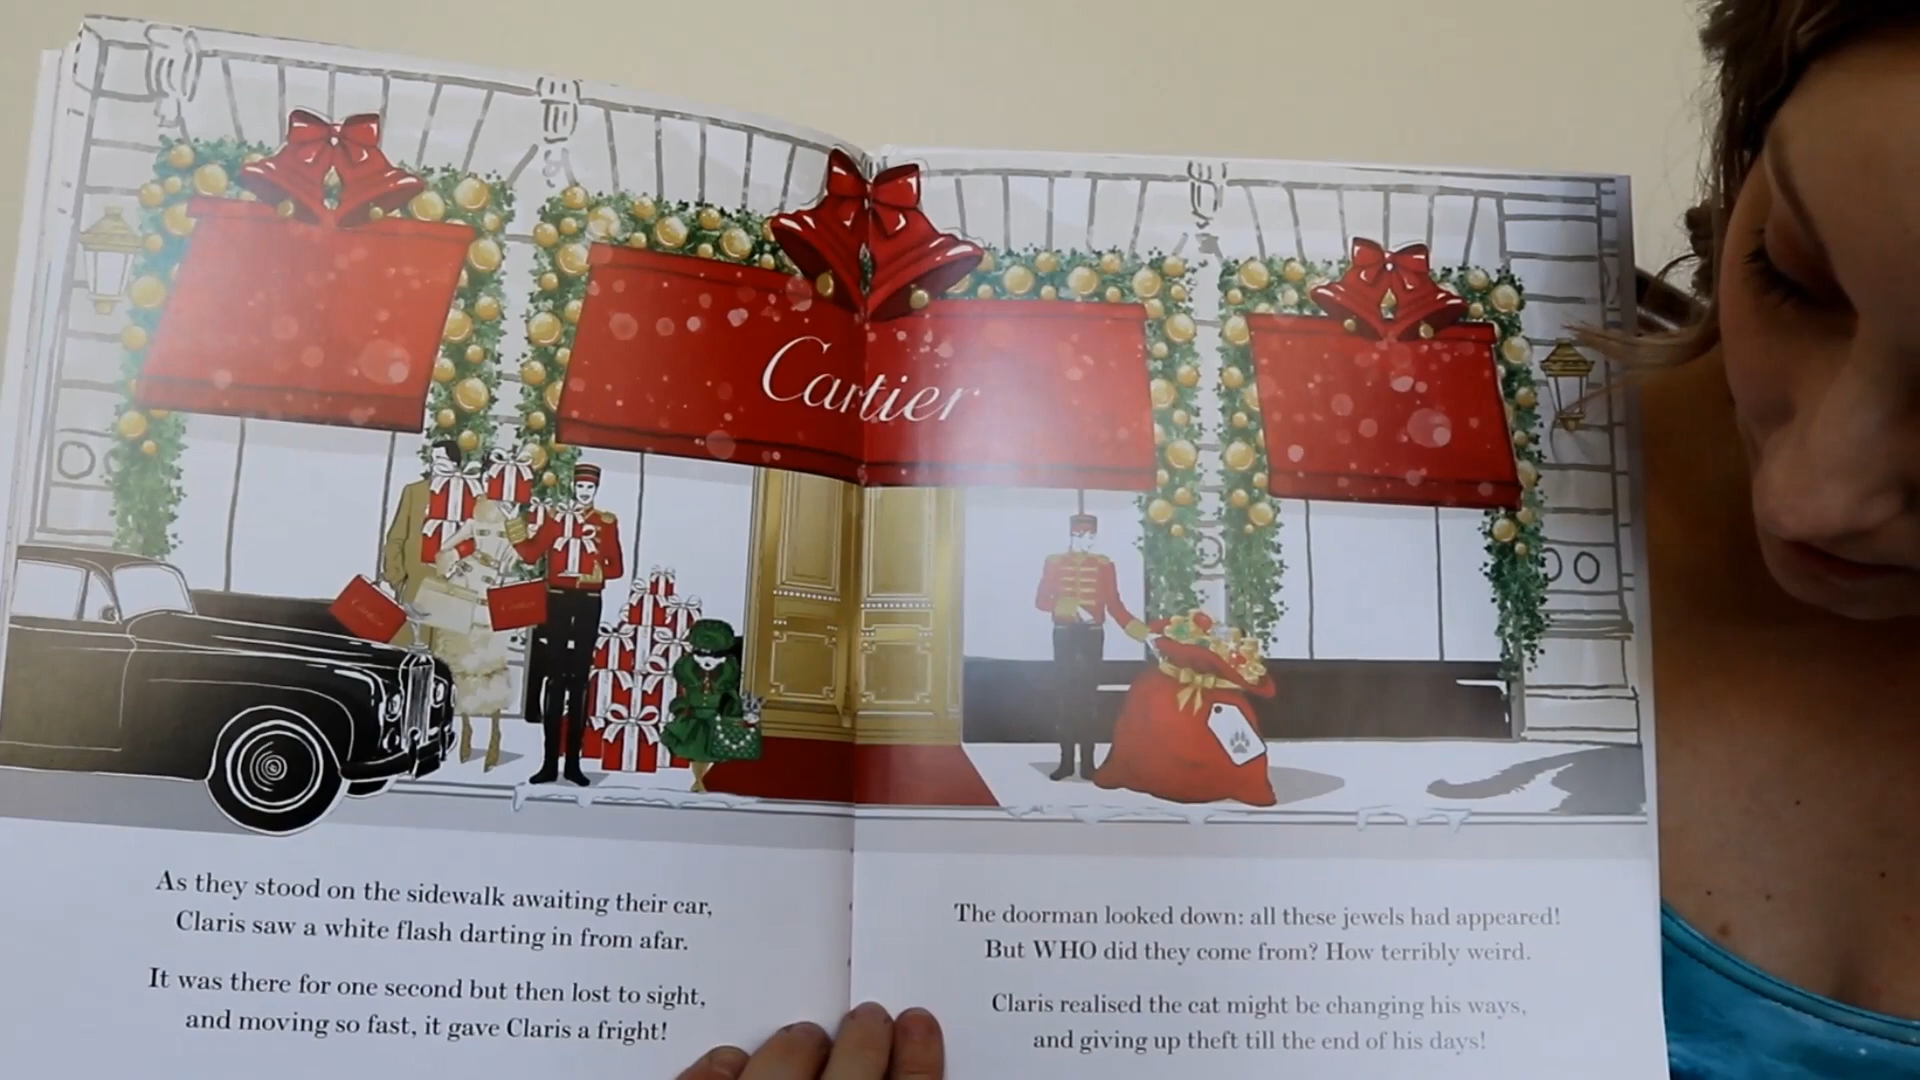 Cartier
Cartier
Cartier
As they stood on the sidewalk awaiting their car,
Claris saw a white flash darting in from afar.
It was there for one second but then lost to sight,
and moving so fast, it gave Claris a fright!
The doorman looked down: all these jewels had appeared!
But WHO did they come from? How terribly weird.
Claris realised the cat might be changing his ways,
and giving up theft till the end of his days!